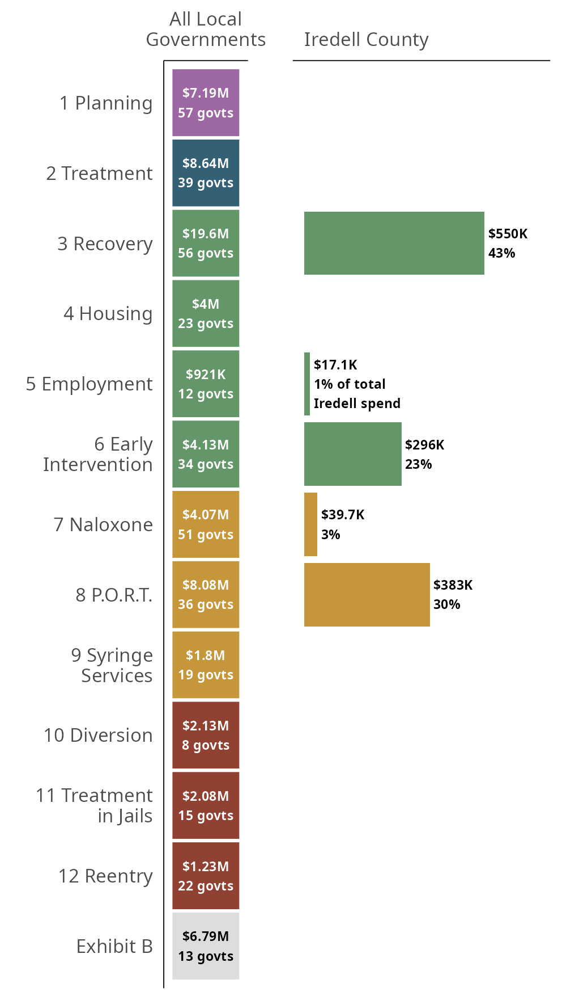 All Local
Governments
Iredell County
1 Planning
$7.19M
57 govts
2 Treatment
$8.64M
39 govts
3 Recovery
$19.6M
56 govts
$550K
43%
4 Housing
$4M
23 govts
5 Employment
$921K
12 govts
$17.1K
1% of total
Iredell spend
6 Early
Intervention
$4.13M
34 govts
$296K
23%
7 Naloxone
$4.07M
51 govts
$39.7K
3%
8 P.O.R.T.
$8.08M
36 govts
$383K
30%
9 Syringe
Services
$1.8M
19 govts
10 Diversion
$2.13M
8 govts
11 Treatment
in Jails
$2.08M
15 govts
12 Reentry
$1.23M
22 govts
Exhibit B
$6.79M
13 govts